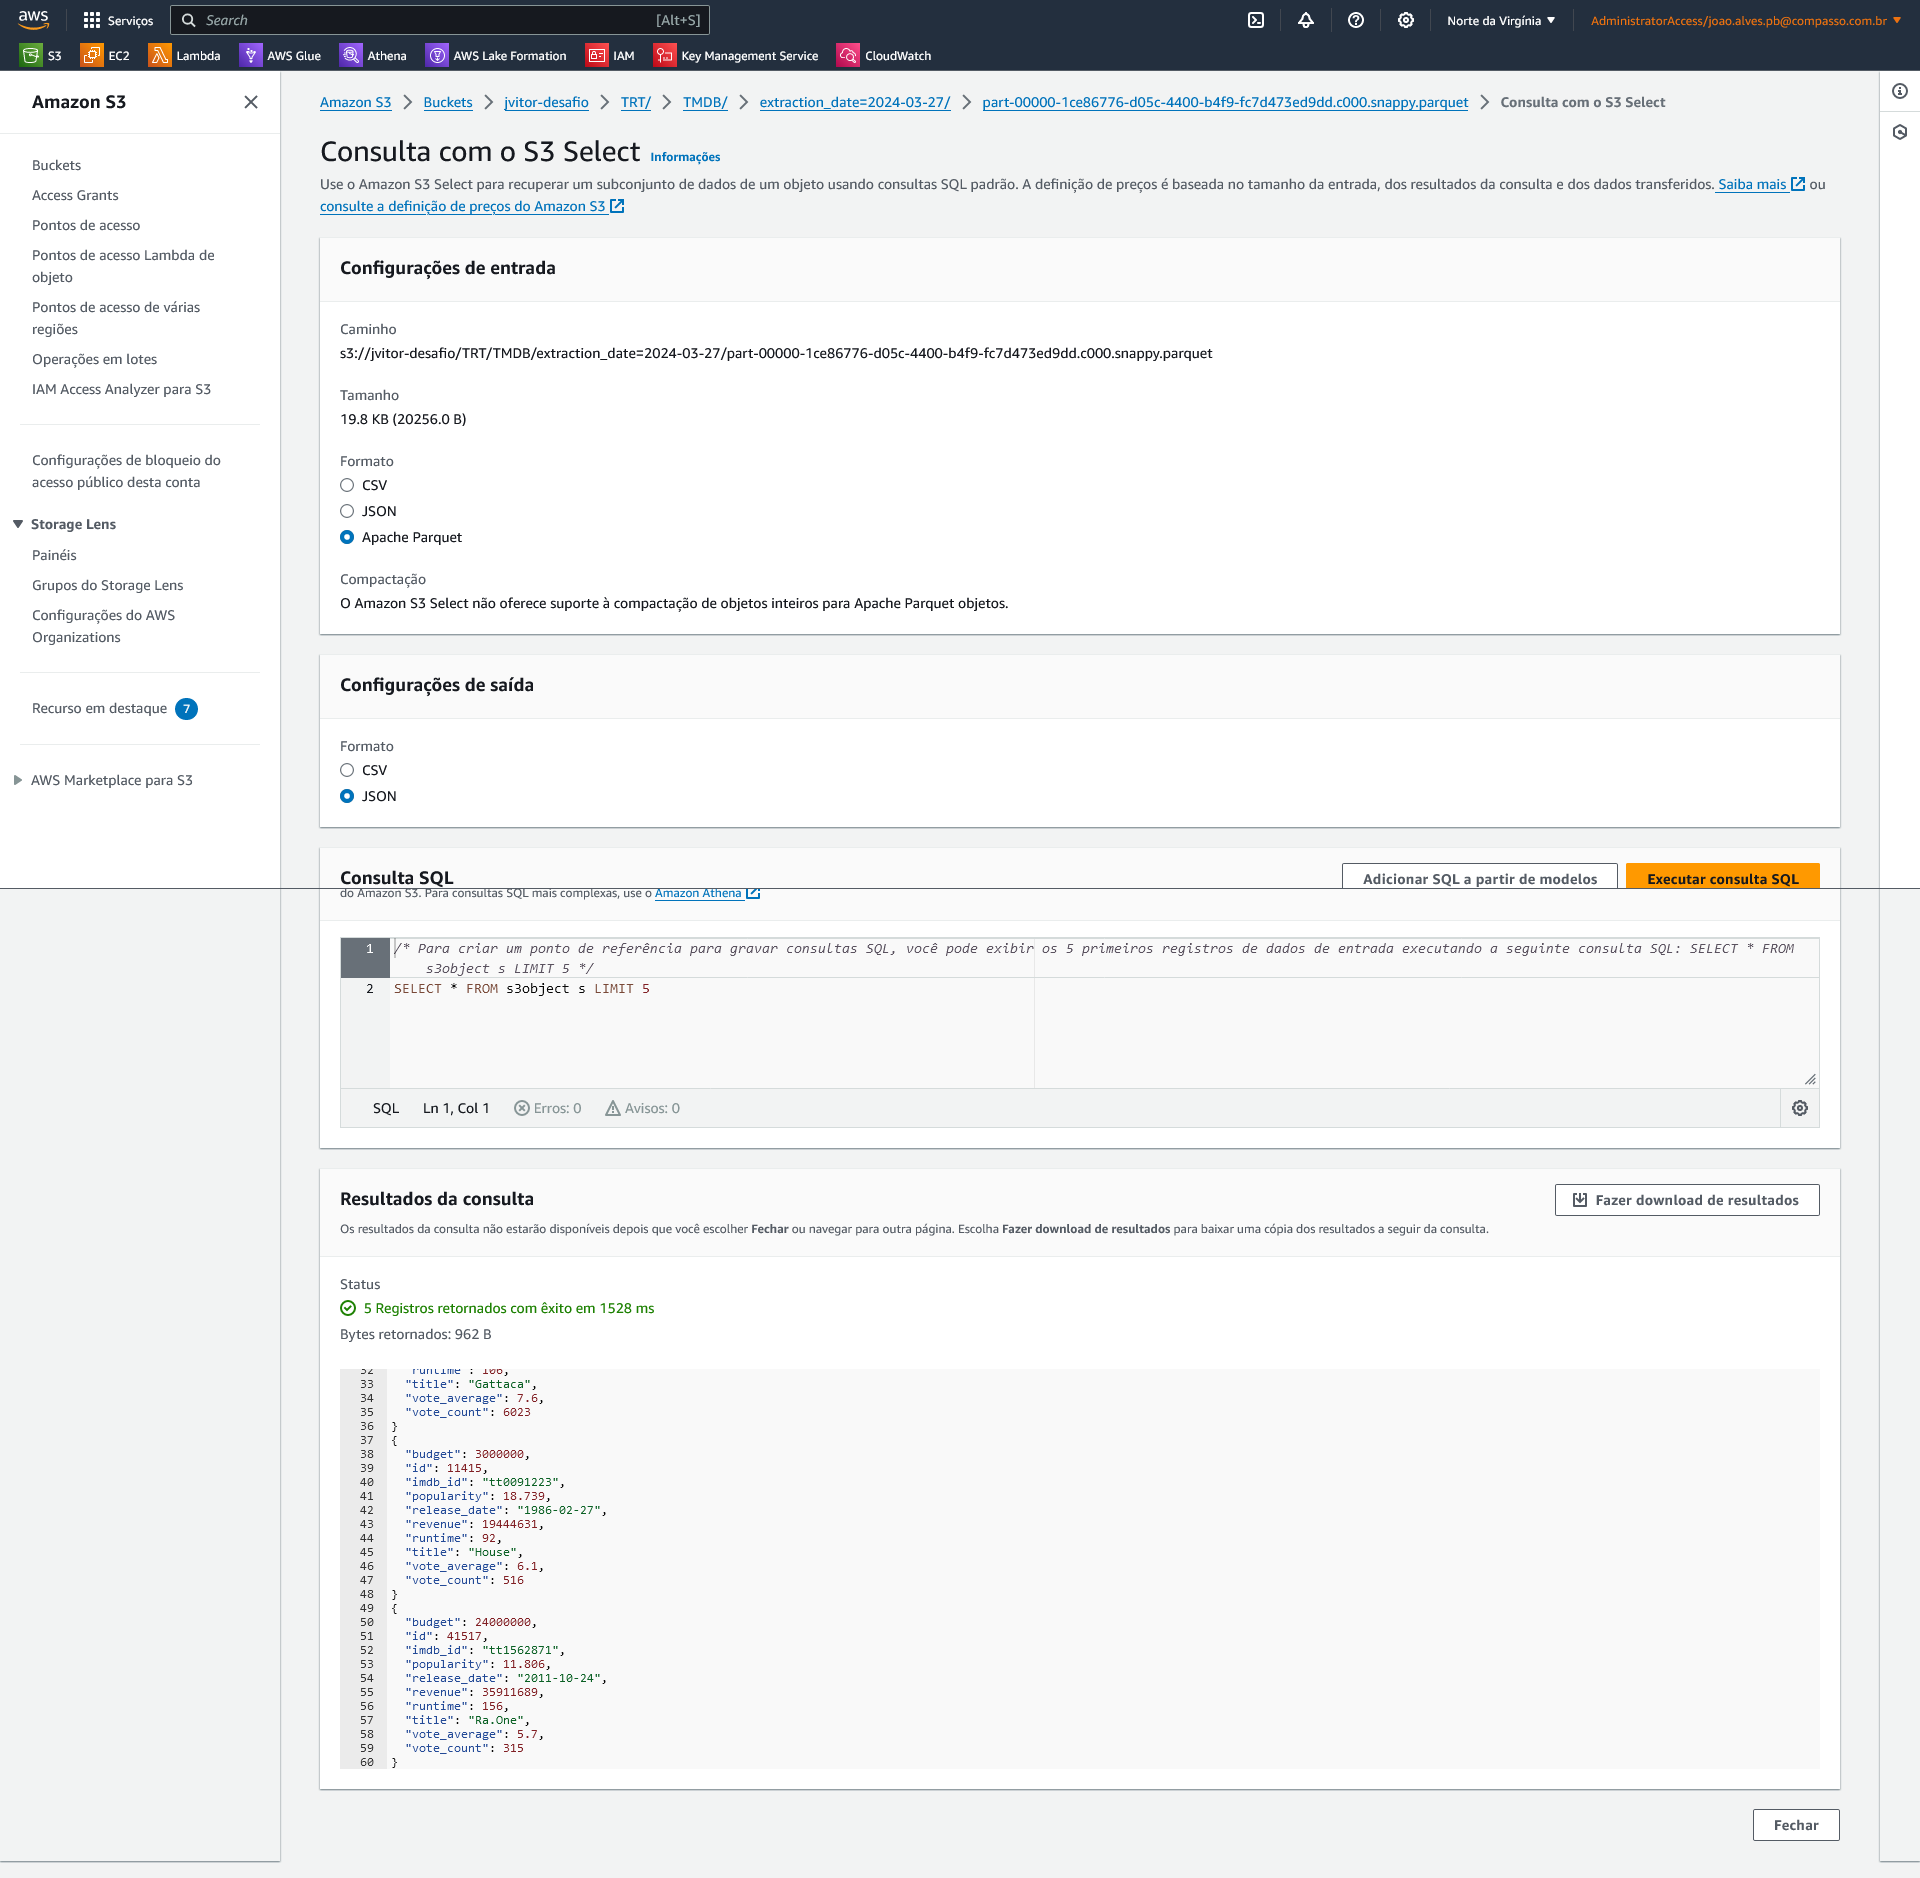 aws
Serviços
Search
[Alt+S]
Norte da Virgínia
AdministratorAccess/joao.alves.pb@compasso.com.br
S3
EC2
Lambda
AWS Glue
Athena
AWS Lake Formation
IAM
Key Management Service
CloudWatch
Amazon S3
Buckets
Access Grants
Pontos de acesso
Pontos de acesso Lambda de
objeto
Pontos de acesso de várias
regiões
Operações em lotes
IAM Access Analyzer para S3
Configurações de bloqueio do
acesso público desta conta
Storage Lens
Painéis
Grupos do Storage Lens
Configurações do AWS
Organizations
Recurso em destaque 7
AWS Marketplace para S3
Amazon S3 > Buckets > jvitor-desafio > TRT/ > TMDB/ > extraction_date=2024-03-27/ > part-00000-1ce86776-d05c-4400-b4f9-fc7d473ed9dd.c000.snappy.parquet > Consulta com o S3 Select
Consulta com o S3 Select Informações
Use o Amazon S3 Select para recuperar um subconjunto de dados de um objeto usando consultas SQL padrão. A definição de preços é baseada no tamanho da entrada, dos resultados da consulta e dos dados transferidos. Saiba mais ou
consulte a definição de preços do Amazon S3
Configurações de entrada
Caminho
s3://jvitor-desafio/TRT/TMDB/extraction_date=2024-03-27/part-00000-1ce86776-d05c-4400-b4f9-fc7d473ed9dd.c000.snappy.parquet
Tamanho
19.8 KB (20256.0 B)
Formato
CSV
JSON
Apache Parquet
Compactação
O Amazon S3 Select não oferece suporte à compactação de objetos inteiros para Apache Parquet objetos.
Configurações de saída
Formato
CSV
JSON
Consulta SQL
Adicionar SQL a partir de modelos
Executar consulta SQL
do Amazon S3. Para consultas SQL mais complexas, use o Amazon Athena
1 /* Para criar um ponto de referência para gravar consultas SQL, você pode exibir os 5 primeiros registros de dados de entrada executando a seguinte consulta SQL: SELECT * FROM
s3object s LIMIT 5 */
2 SELECT * FROM s3object s LIMIT 5
SQL Ln 1, Col 1 Erros: 0 Avisos: 0
Resultados da consulta
Fazer download de resultados
Os resultados da consulta não estarão disponíveis depois que você escolher Fechar ou navegar para outra página. Escolha Fazer download de resultados para baixar uma cópia dos resultados a seguir da consulta.
Status
5 Registros retornados com êxito em 1528 ms
Bytes retornados: 962 B
32 "runtime": 106,
33 "title": "Gattaca",
34 "vote_average": 7.6,
35 "vote_count": 6023
36 }
37 {
38 "budget": 3000000,
39 "id": 11415,
40 "imdb_id": "tt0091223",
41 "popularity": 18.739,
42 "release_date": "1986-02-27",
43 "revenue": 19444631,
44 "runtime": 92,
45 "title": "House",
46 "vote_average": 6.1,
47 "vote_count": 516
48 }
49 {
50 "budget": 24000000,
51 "id": 41517,
52 "imdb_id": "tt1562871",
53 "popularity": 11.806,
54 "release_date": "2011-10-24",
55 "revenue": 35911689,
56 "runtime": 156,
57 "title": "Ra.One",
58 "vote_average": 5.7,
59 "vote_count": 315
60 }
Fechar